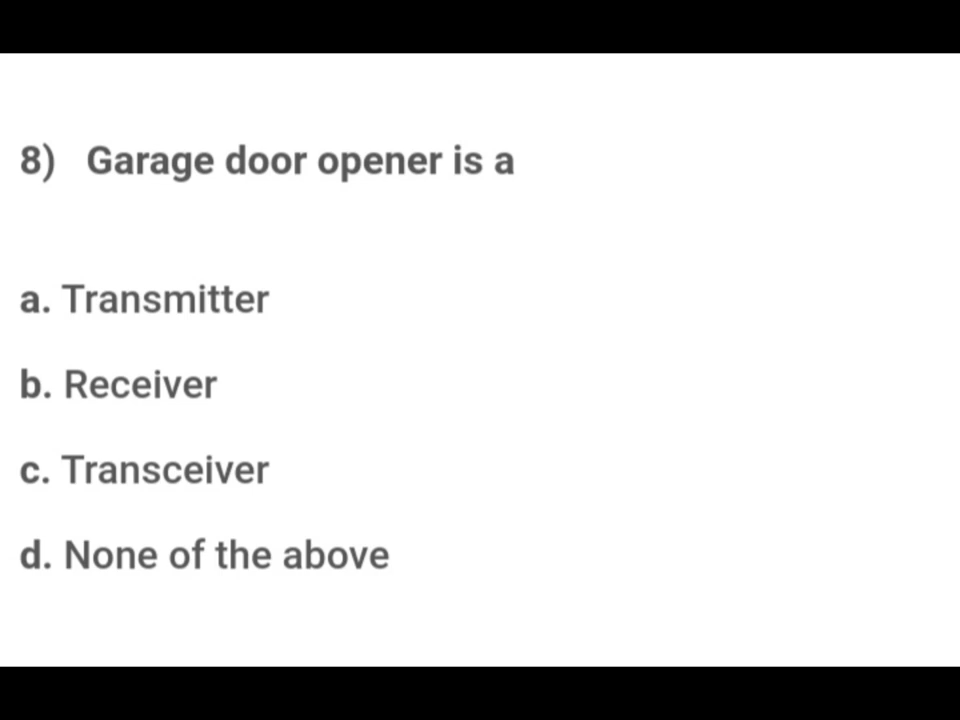 8) Garage door opener is a
a. Transmitter
b. Receiver
c. Transceiver
d. None of the above